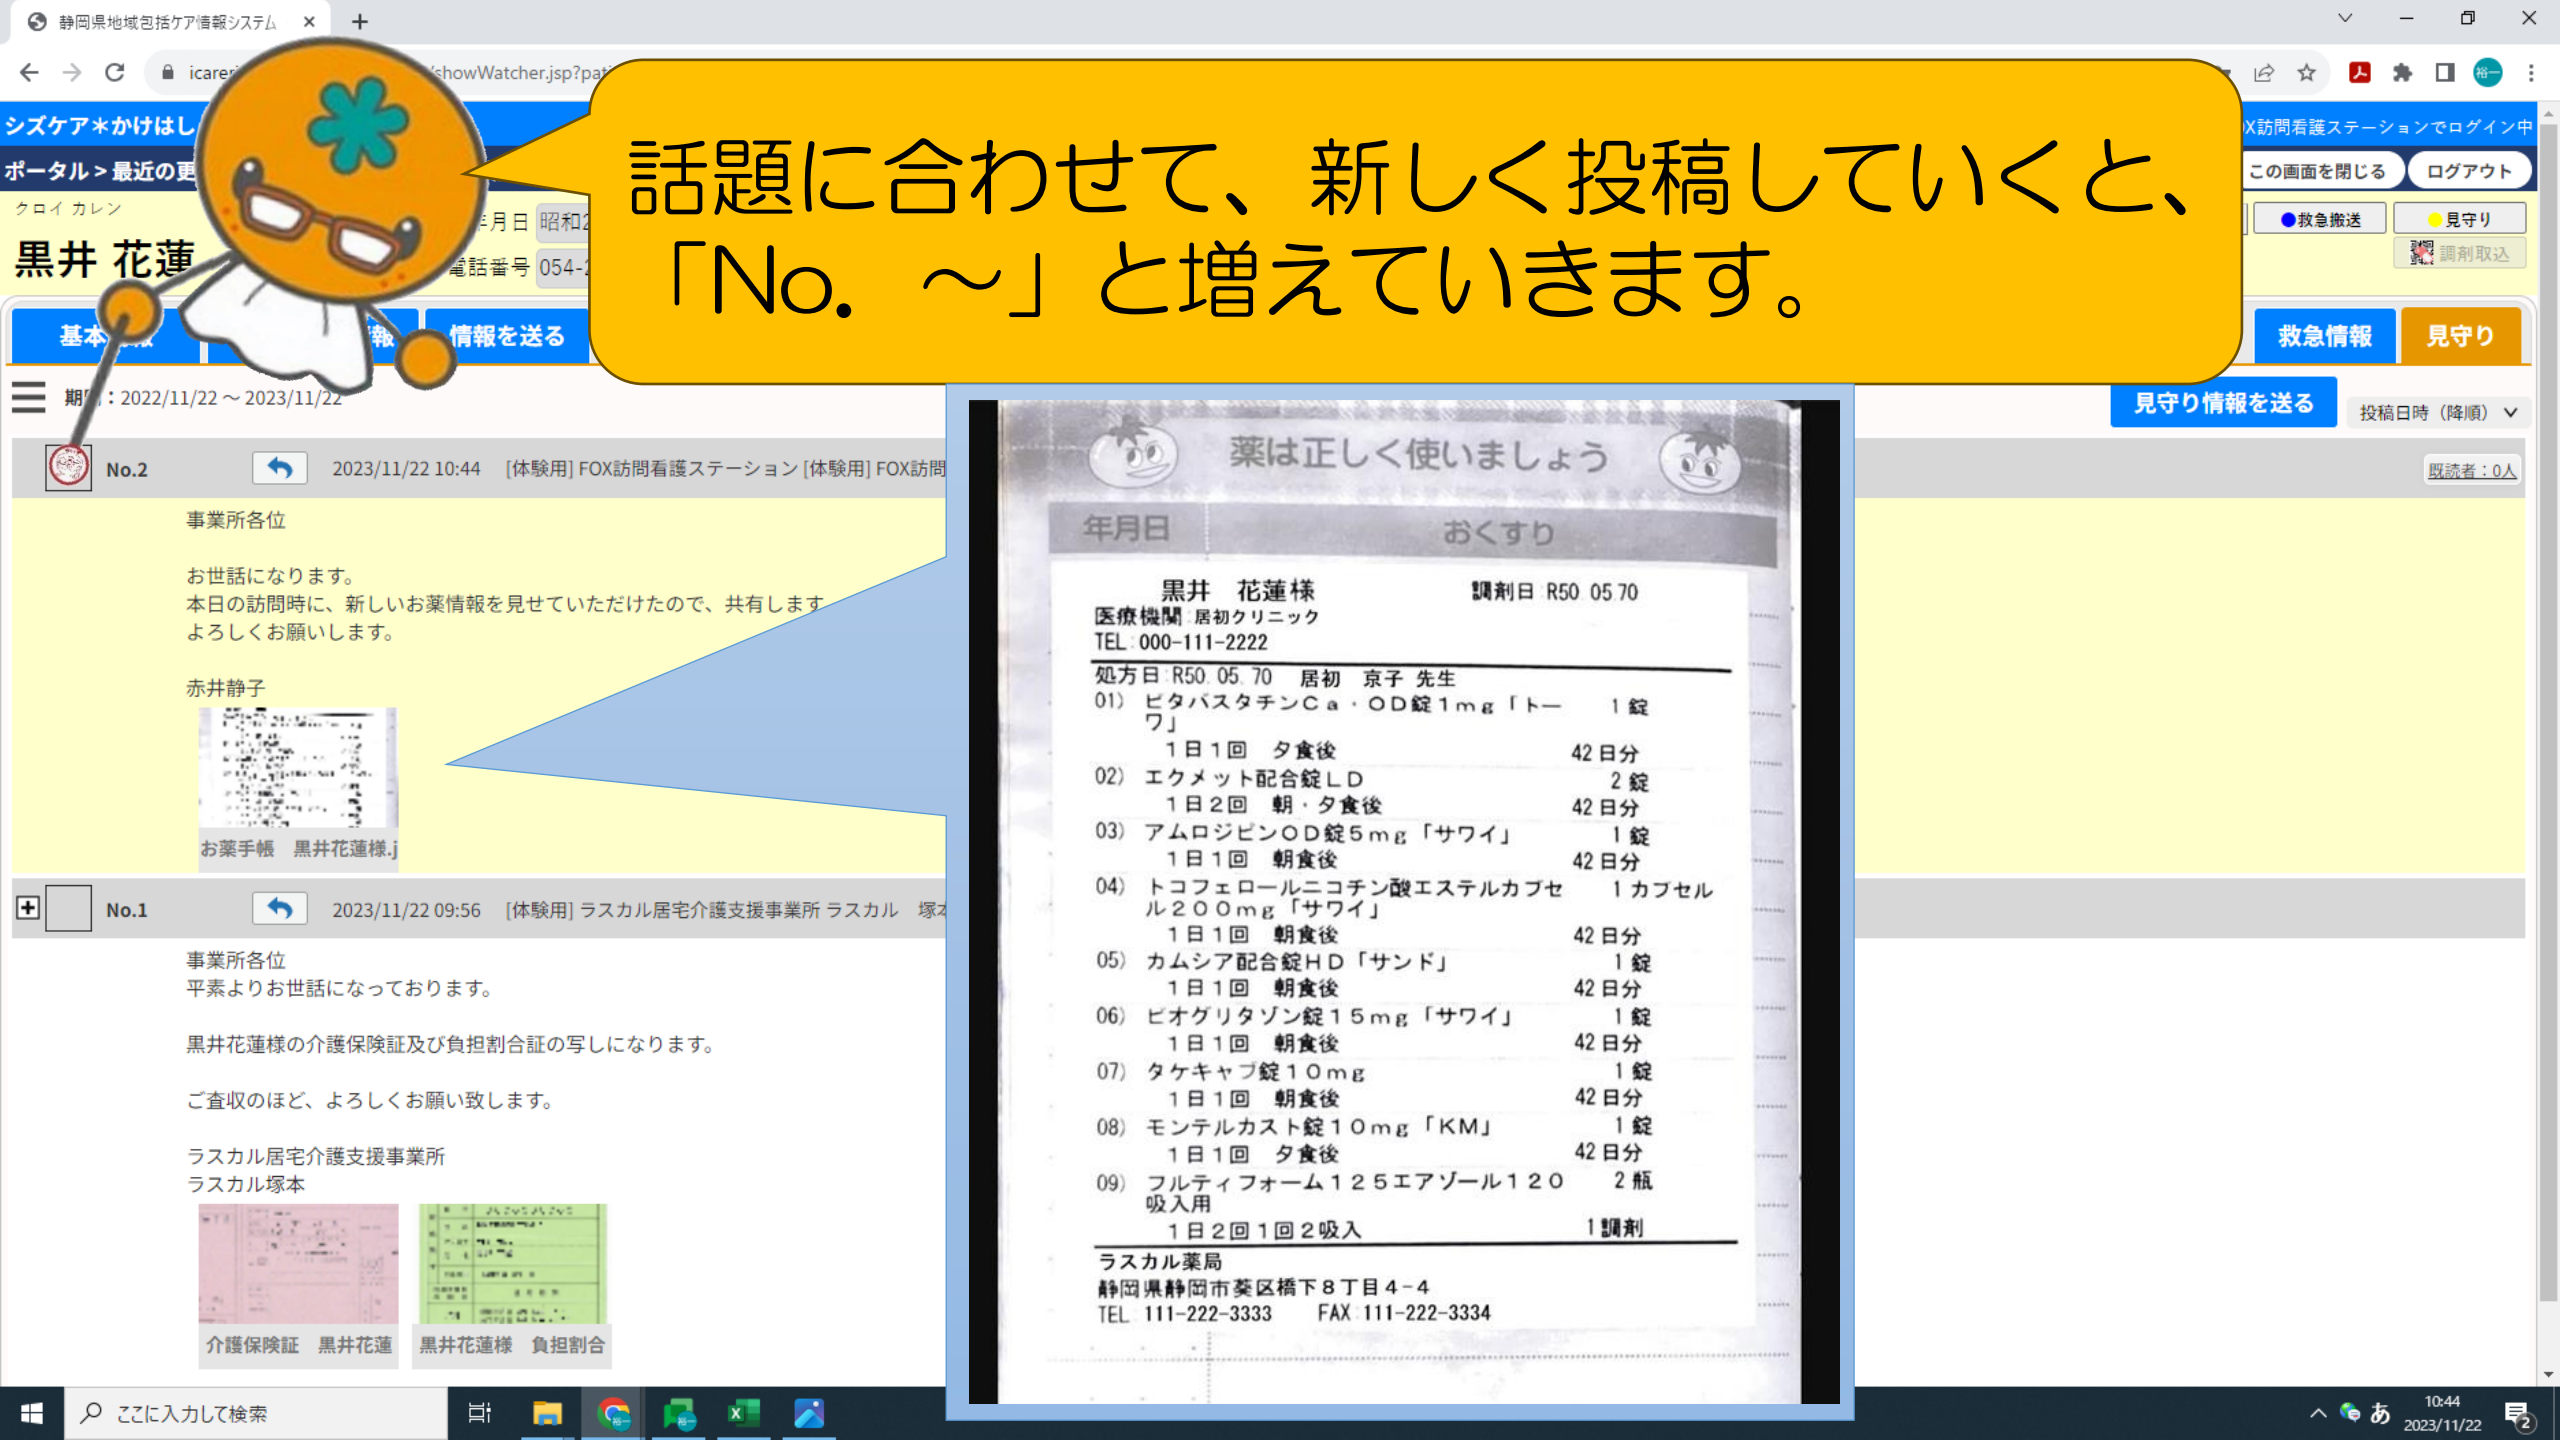 静岡県地域包括ケア情報システム
showWatcher.jsp?pat
シズケア＊かけはし
X訪問看護ステーションでログイン中
ポータル > 最近の更
この画面を閉じる
ログアウト
話題に合わせて、新しく投稿していくと、
「No. ～」と増えていきます。
クロイ カレン
黒井 花蓮
月日 昭和2
電話番号 054-2
●救急搬送
●見守り
調剤取込
情報を送る
救急情報
見守り
：2022/11/22 ～ 2023/11/22
見守り情報を送る
投稿日時（降順）
No.2
2023/11/22 10:44 [体験用] FOX訪問看護ステーション [体験用] FOX訪問
既読者：0人
事業所各位
お世話になります。
本日の訪問時に、新しいお薬情報を見せていただけたので、共有します
よろしくお願いします。
赤井静子
お薬手帳 黒井花蓮様.j
No.1
2023/11/22 09:56 [体験用] ラスカル居宅介護支援事業所 ラスカル 塚本
事業所各位
平素よりお世話になっております。
黒井花蓮様の介護保険証及び負担割合証の写しになります。
ご査収のほど、よろしくお願い致します。
ラスカル居宅介護支援事業所
ラスカル塚本
介護保険証 黒井花蓮
黒井花蓮様 負担割合
薬は正しく使いましょう
年月日 おくすり
黒井 花蓮様 調剤日:R50 05.70
医療機関:居初クリニック
TEL:000-111-2222
処方日:R50.05.70 居初 京子 先生
01) ピタバスタチンＣａ・ＯＤ錠１ｍｇ「トー 1 錠
ワ」
1日1回 夕食後 42日分
02) エクメット配合錠ＬＤ 2 錠
1日2回 朝・夕食後 42日分
03) アムロジピンＯＤ錠５ｍｇ「サワイ」 1 錠
1日1回 朝食後 42日分
04) トコフェロールニコチン酸エステルカプセ 1 カプセル
ル２００ｍｇ「サワイ」
1日1回 朝食後 42日分
05) カムシア配合錠ＨＤ「サンド」 1 錠
1日1回 朝食後 42日分
06) ピオグリタゾン錠１５ｍｇ「サワイ」 1 錠
1日1回 朝食後 42日分
07) タケキャブ錠１０ｍｇ 1 錠
1日1回 朝食後 42日分
08) モンテルカスト錠１０ｍｇ「ＫＭ」 1 錠
1日1回 夕食後 42日分
09) フルティフォーム１２５エアゾール１２０ 2 瓶
吸入用
1日2回1回2吸入 1調剤
ラスカル薬局
静岡県静岡市葵区橋下８丁目４-４
TEL:111-222-3333 FAX:111-222-3334
ここに入力して検索
あ
10:44
2023/11/22
2